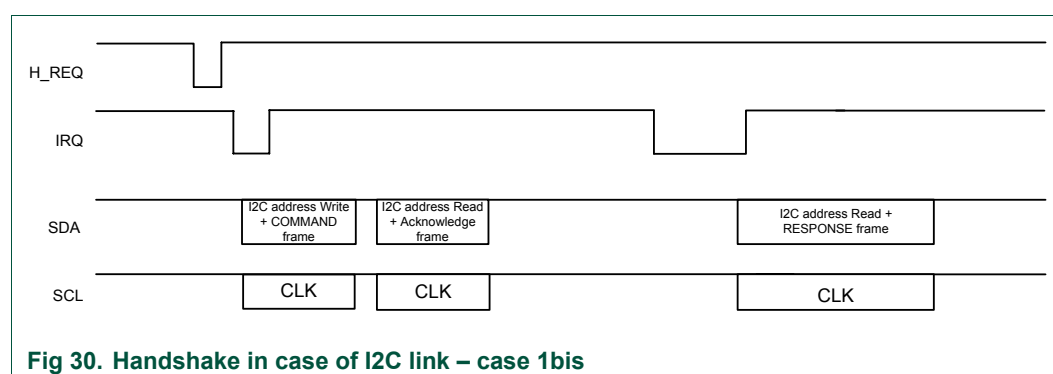 H_REQ
IRQ
SDA
I2C address Write
+ COMMAND
frame
I2C address Read
+ Acknowledge
frame
I2C address Read +
RESPONSE frame
SCL
CLK
CLK
CLK
Fig 30. Handshake in case of I2C link – case 1bis